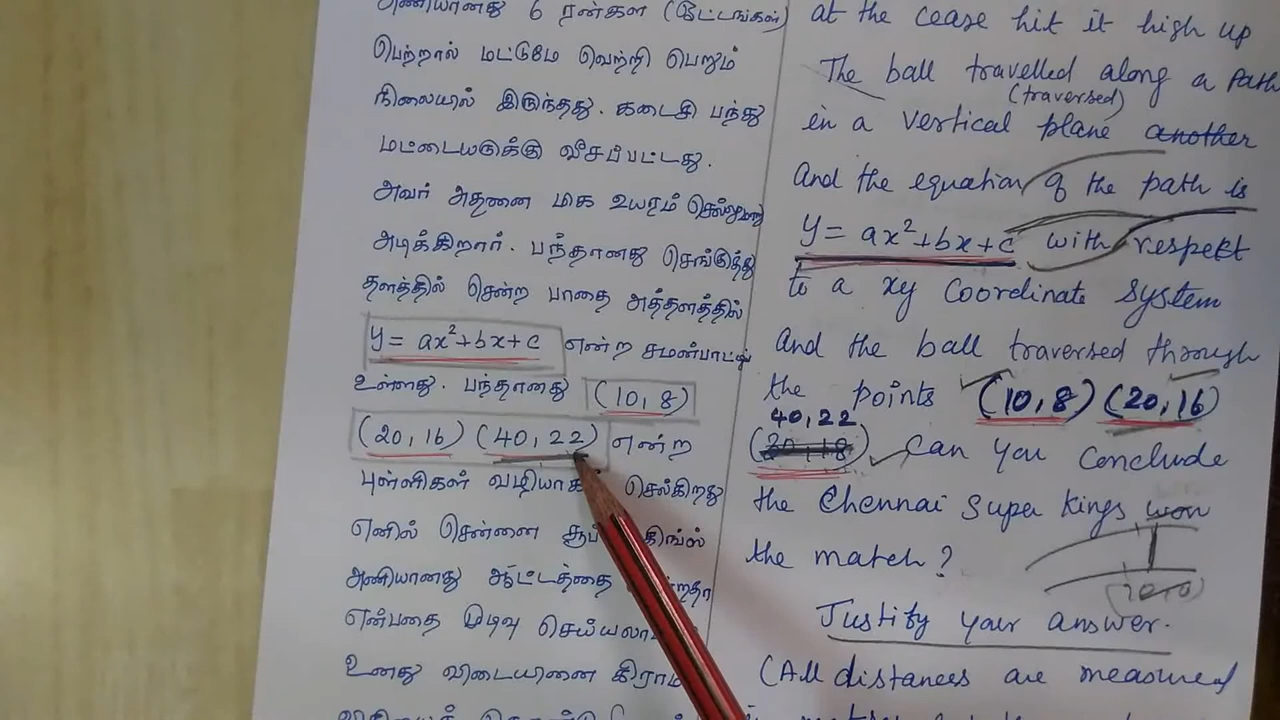 அணியானது 6 ரன்கள் (ஓட்டங்கள்)
பெற்றால் மட்டுமே வெற்றி பெறும்
நிலையில் இருந்தது. கடைசி பந்து
மட்டையடிக்கு வீசப்பட்டது.
அவர் அதனை மிக உயரம்
அடிக்கிறார். பந்தானது செங்குத்து
தளத்தில் சென்ற பாதை அத்தளத்தில்
y = ax²+bx+c என்ற சமன்பாட்டில்
உள்ளது. பந்தானது (10, 8)
(20, 16) (40, 22) என்ற
புள்ளிகள் செல்கிறது
எனில் சென்னை கிங்ஸ்
அணியானது ஆட்டத்தை
என்பதை முடிவு
உனது விடையினை
at the cease hit it high up
The ball travelled along a Path
(traversed)
in a vertical plane another
And the equation of the path is
y = ax²+bx+c with respekt
to a xy Coordinate System
And the ball traversed through
the points (10, 8) (20, 16)
40, 22
(30, 18) Can you Conclude
the Chennai Super Kings won
the match?
Justify your answer.
(All distances are measured